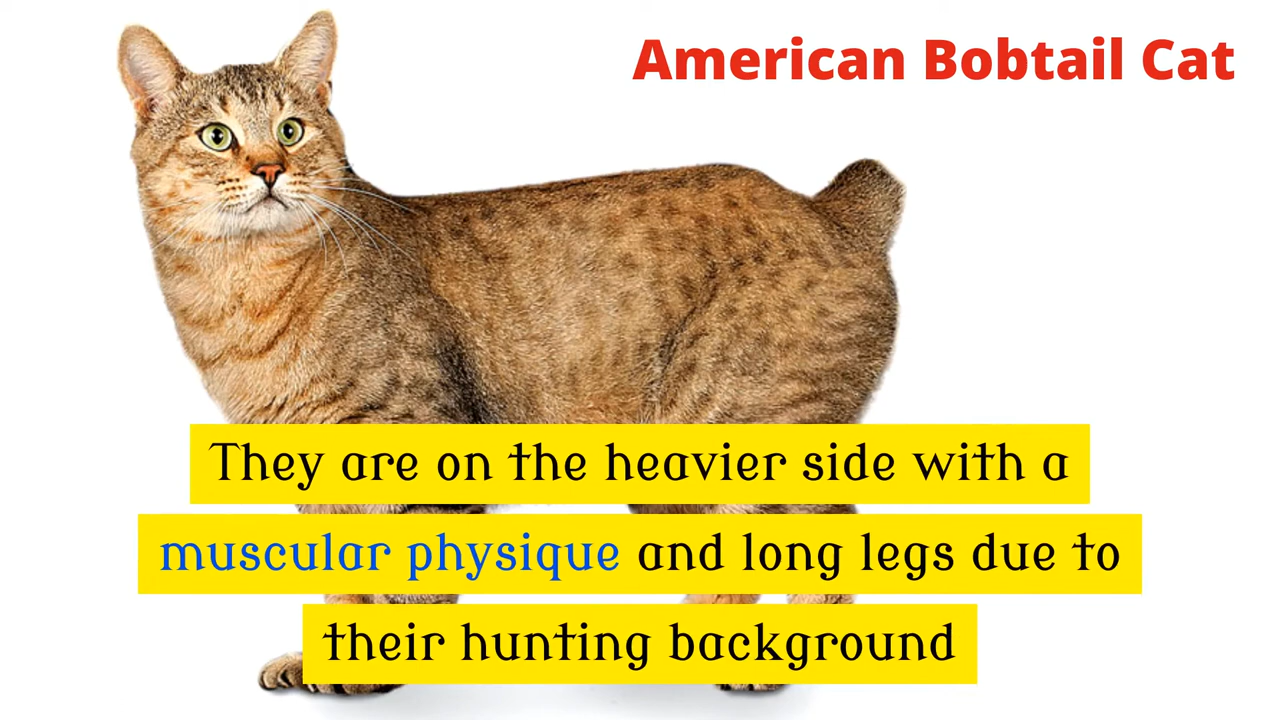 American Bobtail Cat
They are on the heavier side with a
muscular physique and long legs due to
their hunting background